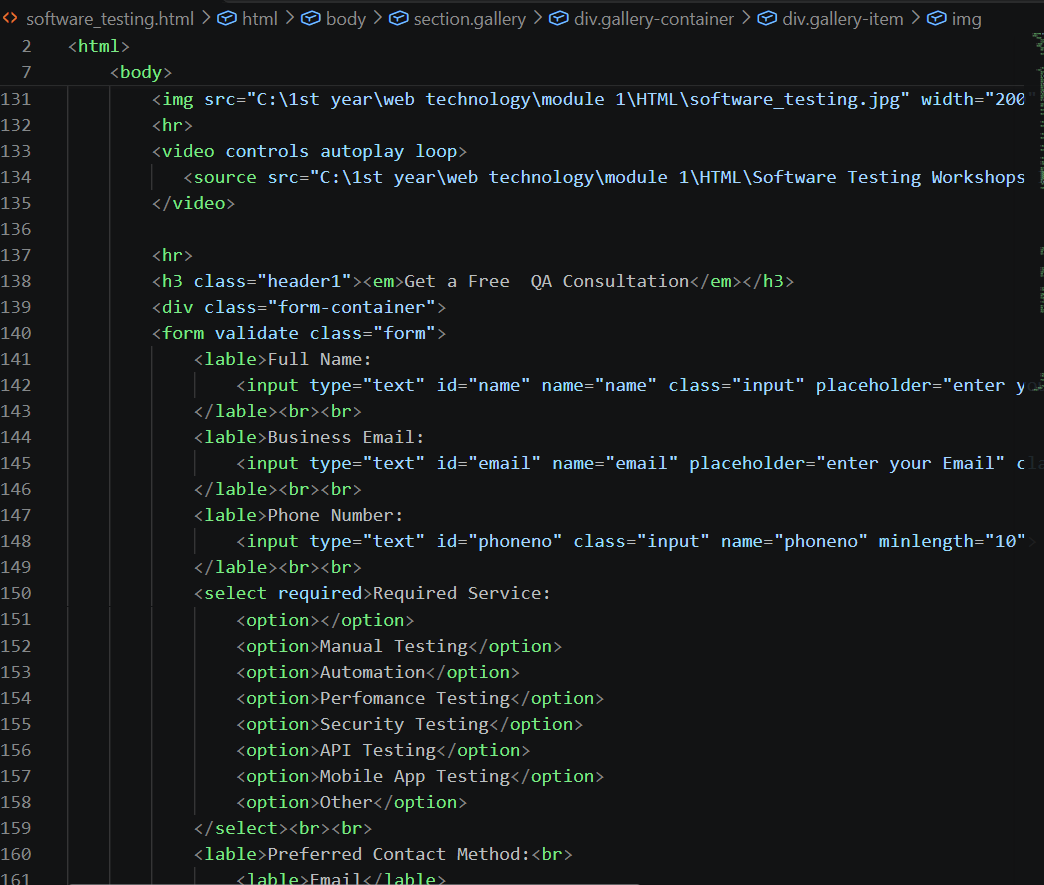 software_testing.html > html > body > section.gallery > div.gallery-container > div.gallery-item > img
2 <html>
7 <body>
131 <img src="C:\1st year\web technology\module 1\HTML\software_testing.jpg" width="200"
132 <hr>
133 <video controls autoplay loop>
134 <source src="C:\1st year\web technology\module 1\HTML\Software Testing Workshops
135 </video>
136
137 <hr>
138 <h3 class="header1"><em>Get a Free  QA Consultation</em></h3>
139 <div class="form-container">
140 <form validate class="form">
141 <lable>Full Name:
142 <input type="text" id="name" name="name" class="input" placeholder="enter yo
143 </lable><br><br>
144 <lable>Business Email:
145 <input type="text" id="email" name="email" placeholder="enter your Email" cla
146 </lable><br><br>
147 <lable>Phone Number:
148 <input type="text" id="phoneno" class="input" name="phoneno" minlength="10"
149 </lable><br><br>
150 <select required>Required Service:
151 <option></option>
152 <option>Manual Testing</option>
153 <option>Automation</option>
154 <option>Perfomance Testing</option>
155 <option>Security Testing</option>
156 <option>API Testing</option>
157 <option>Mobile App Testing</option>
158 <option>Other</option>
159 </select><br><br>
160 <lable>Preferred Contact Method:<br>
161 <lable>Email</lable>